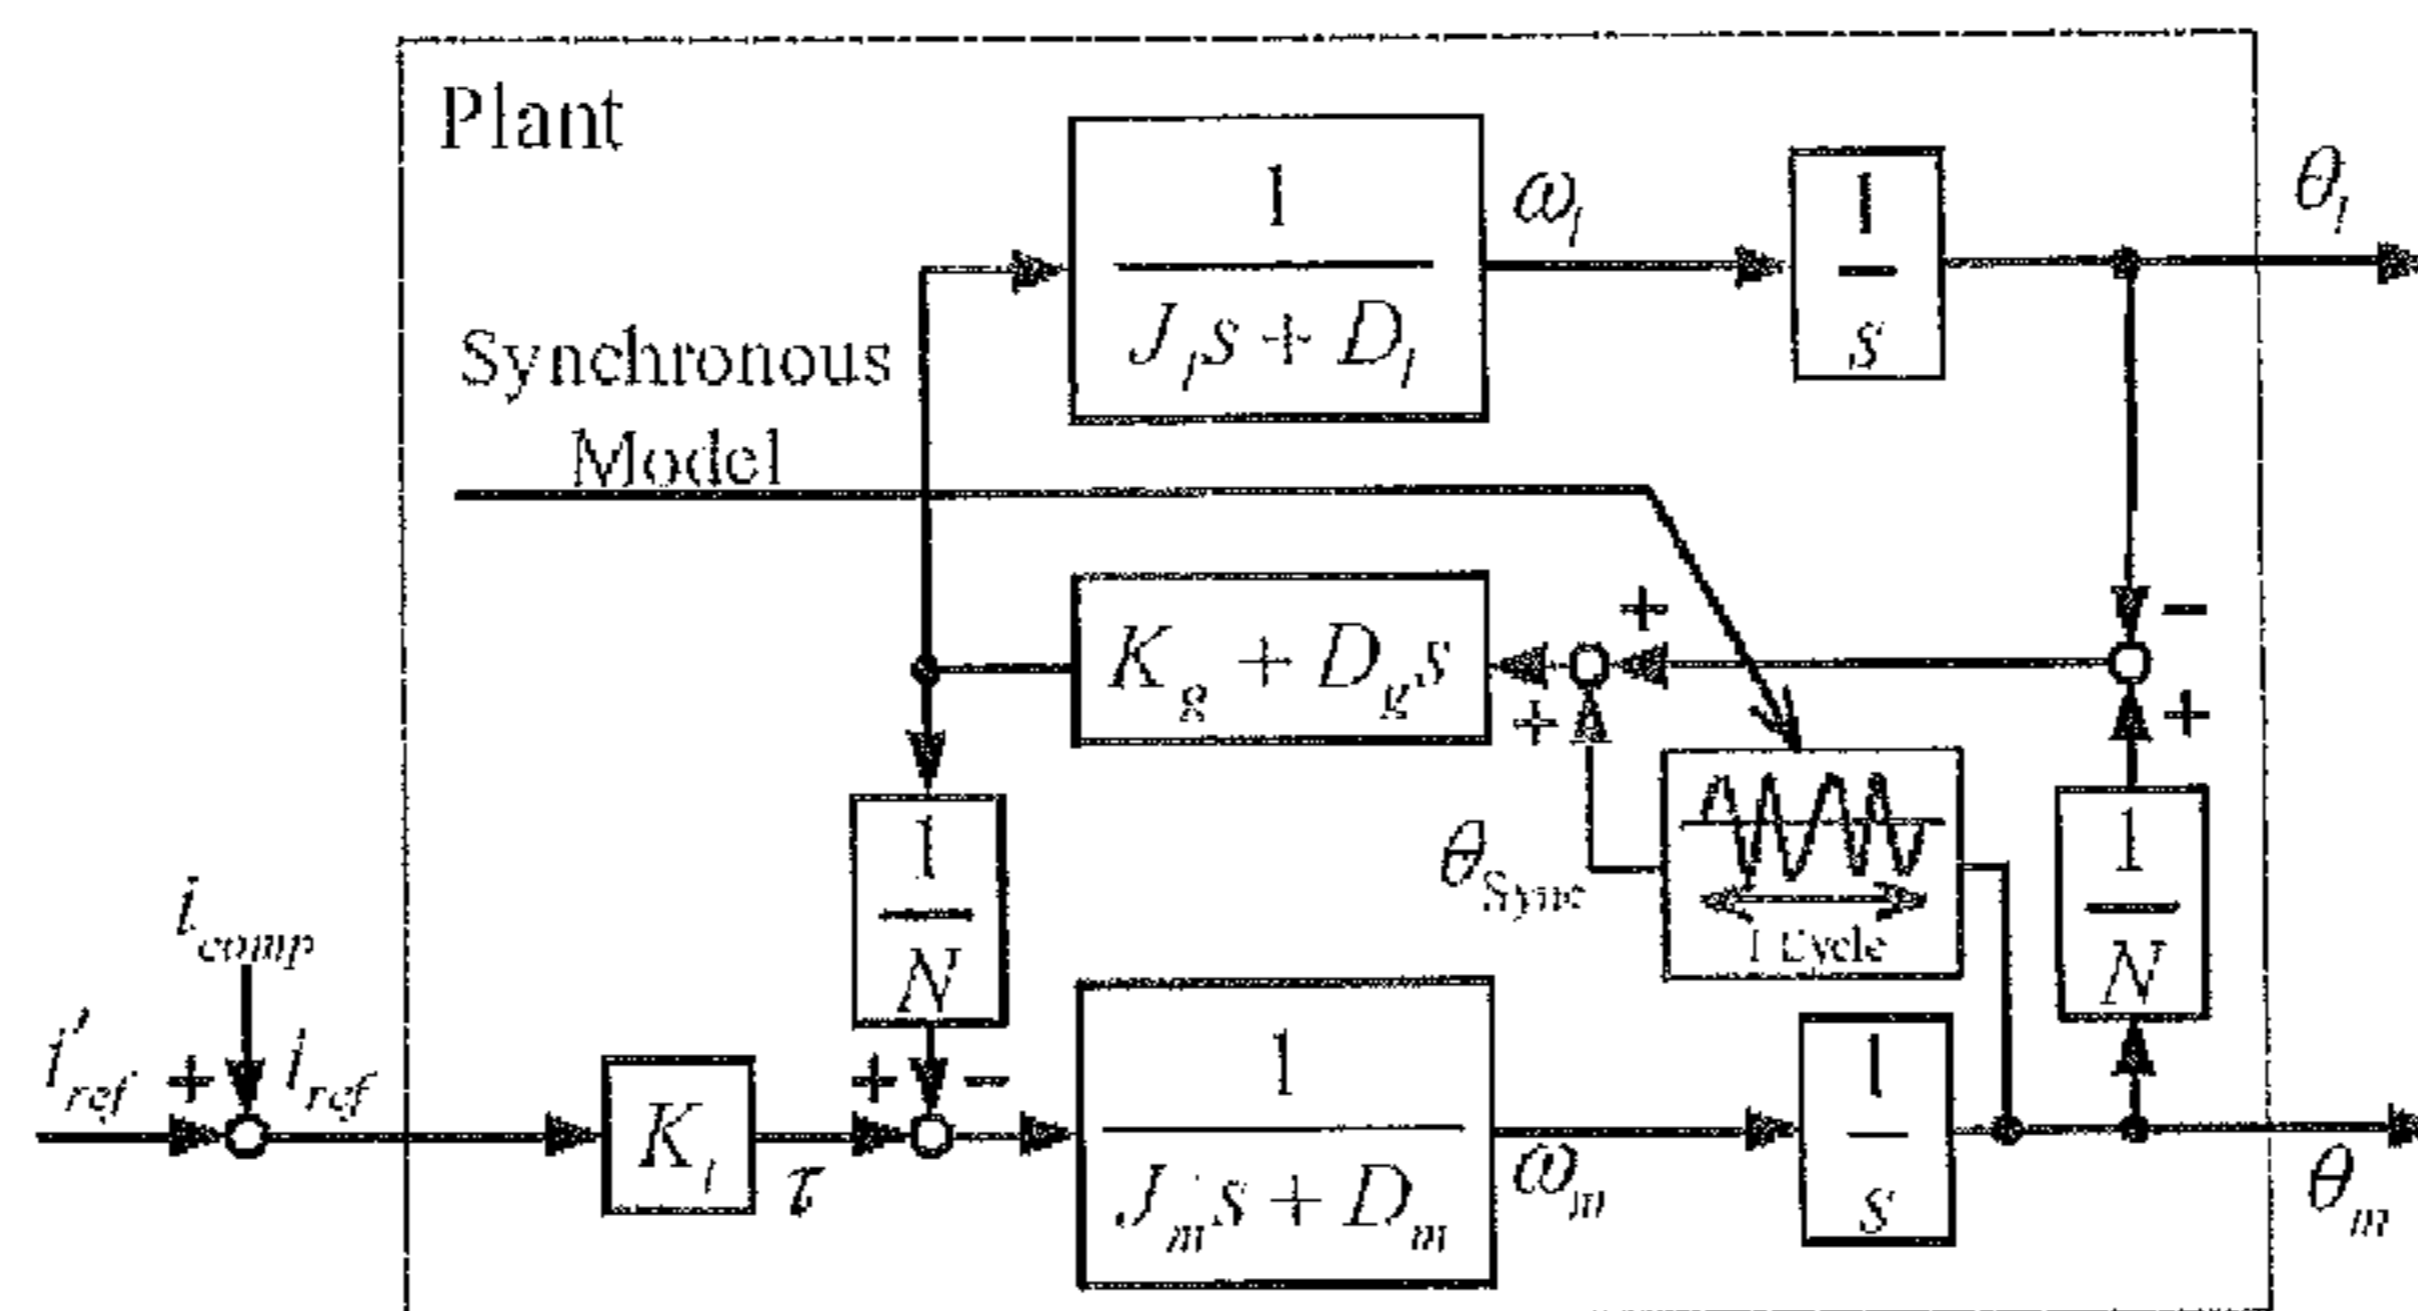 Plant
1
J_l s + D_l
ω_l
1
s
θ_l
Synchronous
Model
K_g + D_g s
+
+
−
+
1
N
θ_Sync
1 Cycle
1
N
i_comp
i'_ref
+
i_ref
K_t
τ
+
−
1
J_m s + D_m
ω_m
1
s
θ_m